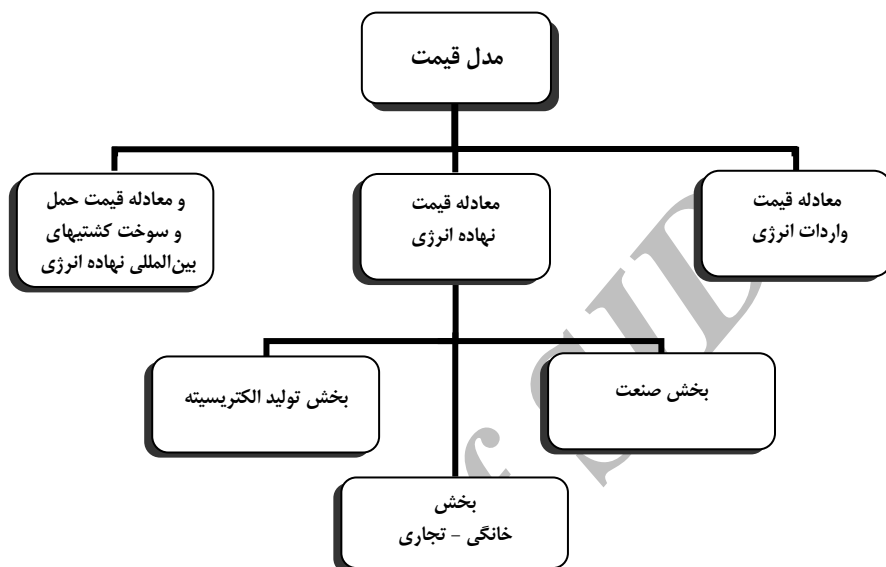 مدل قیمت
معادله قیمت
واردات انرژی
معادله قیمت
نهاده انرژی
و معادله قیمت حمل
و سوخت کشتیهای
بین‌المللی نهاده انرژی
بخش صنعت
بخش تولید الکتریسیته
بخش
خانگی - تجاری
f SID